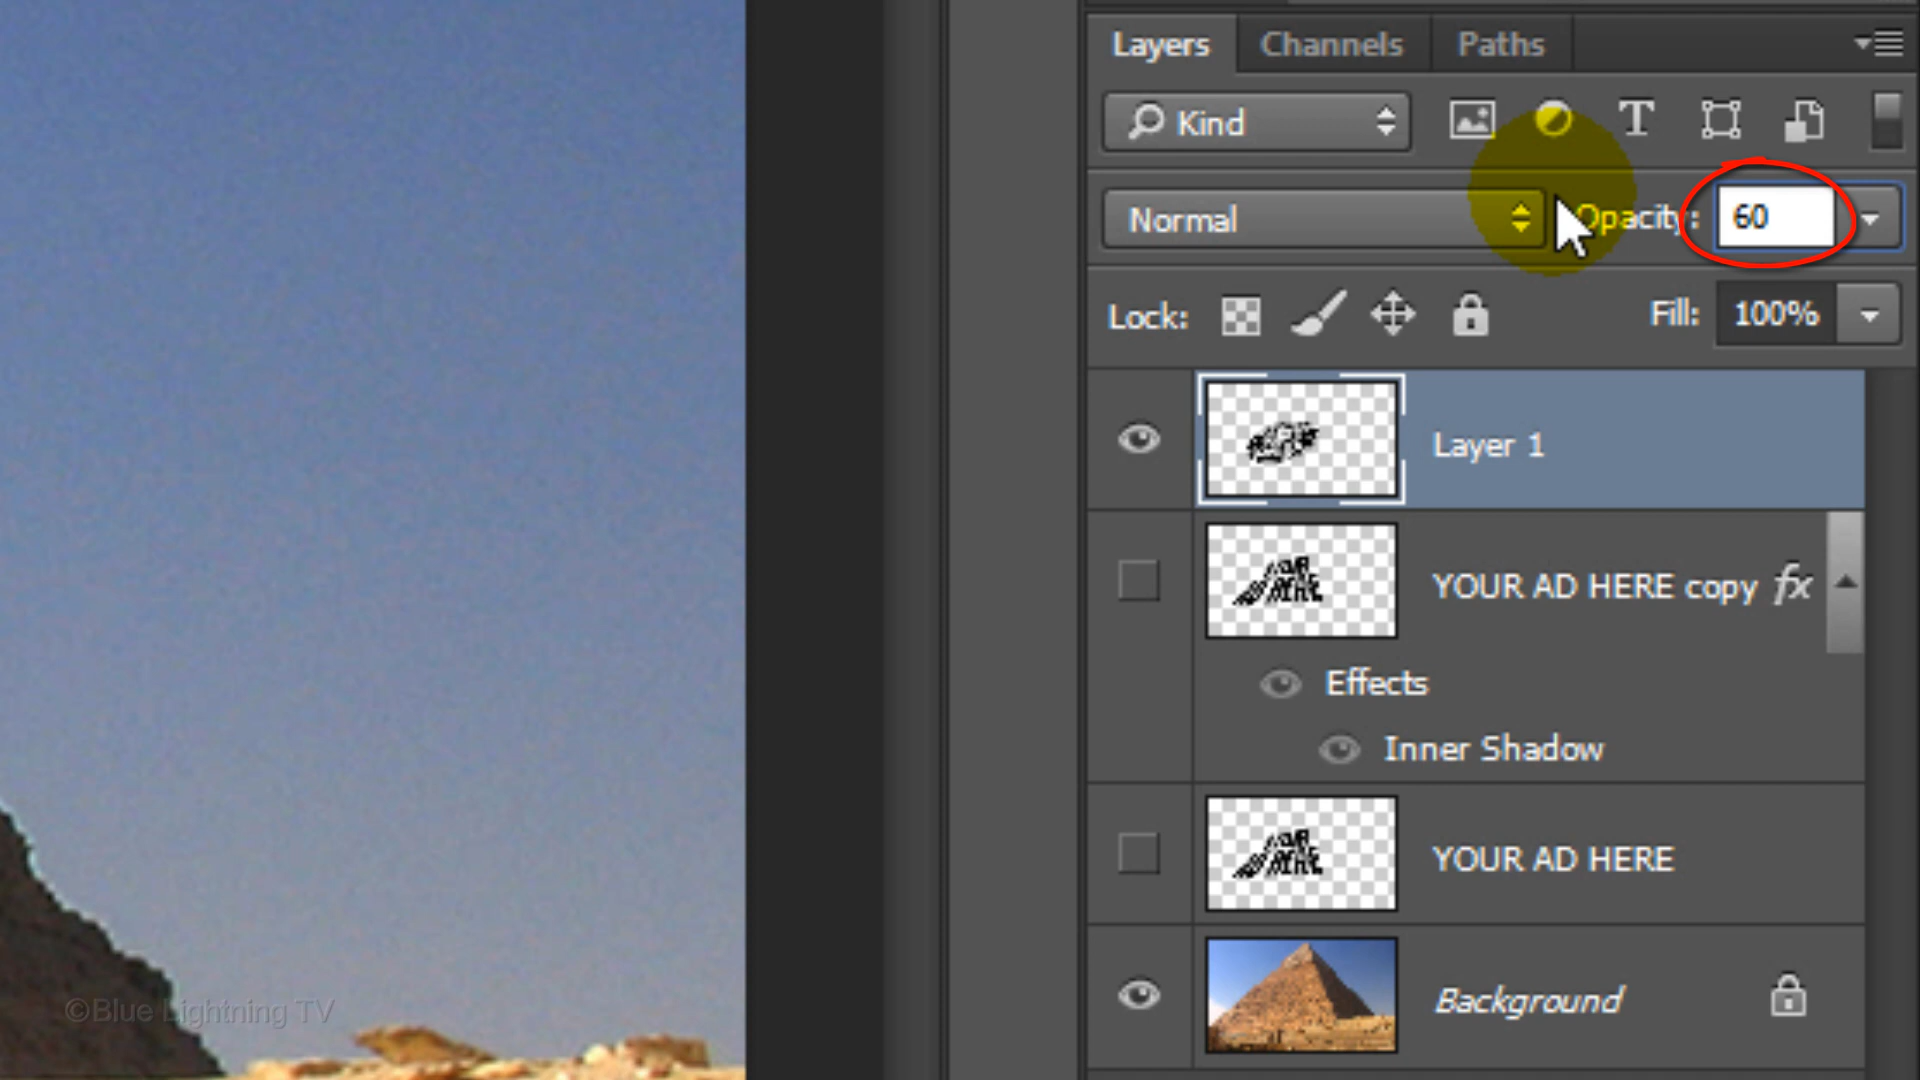 Layers Channels Paths
Kind
Normal Opacity: 60
Lock: Fill: 100%
Layer 1
YOUR AD HERE copy fx
Effects
Inner Shadow
YOUR AD HERE
Background
©Blue Lightning TV